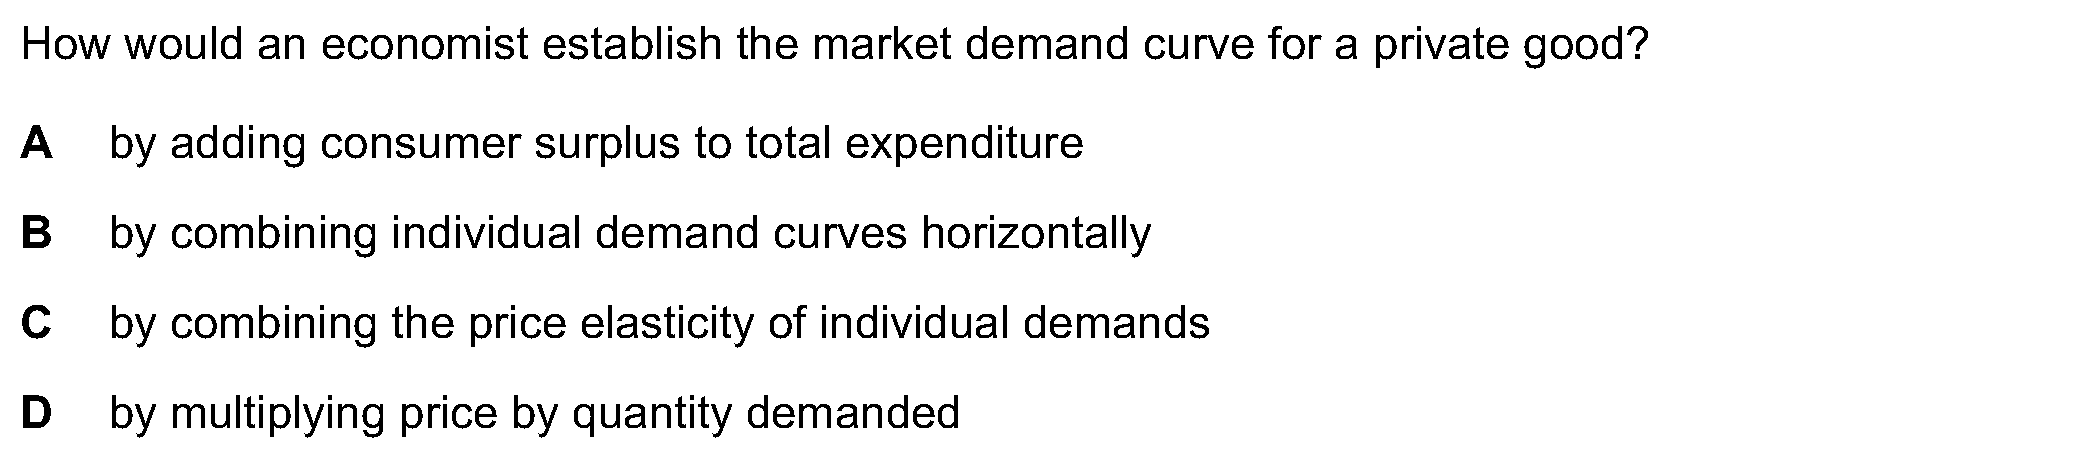 How would an economist establish the market demand curve for a private good?
A by adding consumer surplus to total expenditure
B by combining individual demand curves horizontally
C by combining the price elasticity of individual demands
D by multiplying price by quantity demanded